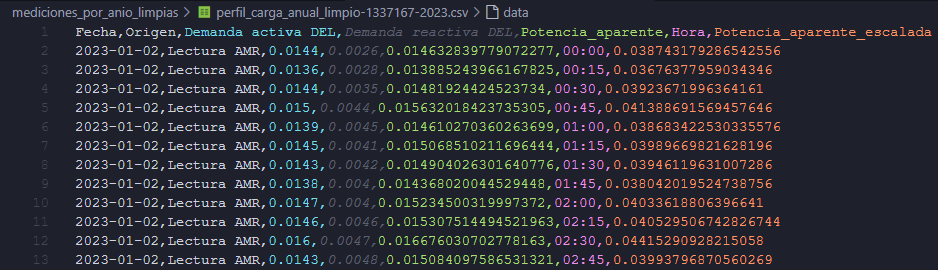 mediciones_por_anio_limpias > perfil_carga_anual_limpio-1337167-2023.csv > data
1 Fecha,Origen,Demanda activa DEL,Demanda reactiva DEL,Potencia_aparente,Hora,Potencia_aparente_escalada
2 2023-01-02,Lectura AMR,0.0144,0.0026,0.014632839779072277,00:00,0.038743179286542556
3 2023-01-02,Lectura AMR,0.0136,0.0028,0.013885243966167825,00:15,0.03676377959034346
4 2023-01-02,Lectura AMR,0.0144,0.0035,0.01481924424523734,00:30,0.03923671996364161
5 2023-01-02,Lectura AMR,0.015,0.0044,0.015632018423735305,00:45,0.041388691569457646
6 2023-01-02,Lectura AMR,0.0139,0.0045,0.014610270360263699,01:00,0.038683422530335576
7 2023-01-02,Lectura AMR,0.0145,0.0041,0.015068510211696444,01:15,0.03989669821628196
8 2023-01-02,Lectura AMR,0.0143,0.0042,0.014904026301640776,01:30,0.03946119631007286
9 2023-01-02,Lectura AMR,0.0138,0.004,0.014368020044529448,01:45,0.038042019524738756
10 2023-01-02,Lectura AMR,0.0147,0.004,0.015234500319997372,02:00,0.04033618806396641
11 2023-01-02,Lectura AMR,0.0146,0.0046,0.015307514494521963,02:15,0.040529506742826744
12 2023-01-02,Lectura AMR,0.016,0.0047,0.016676030702778163,02:30,0.04415290928215058
13 2023-01-02,Lectura AMR,0.0143,0.0048,0.015084097586531321,02:45,0.03993796870560269